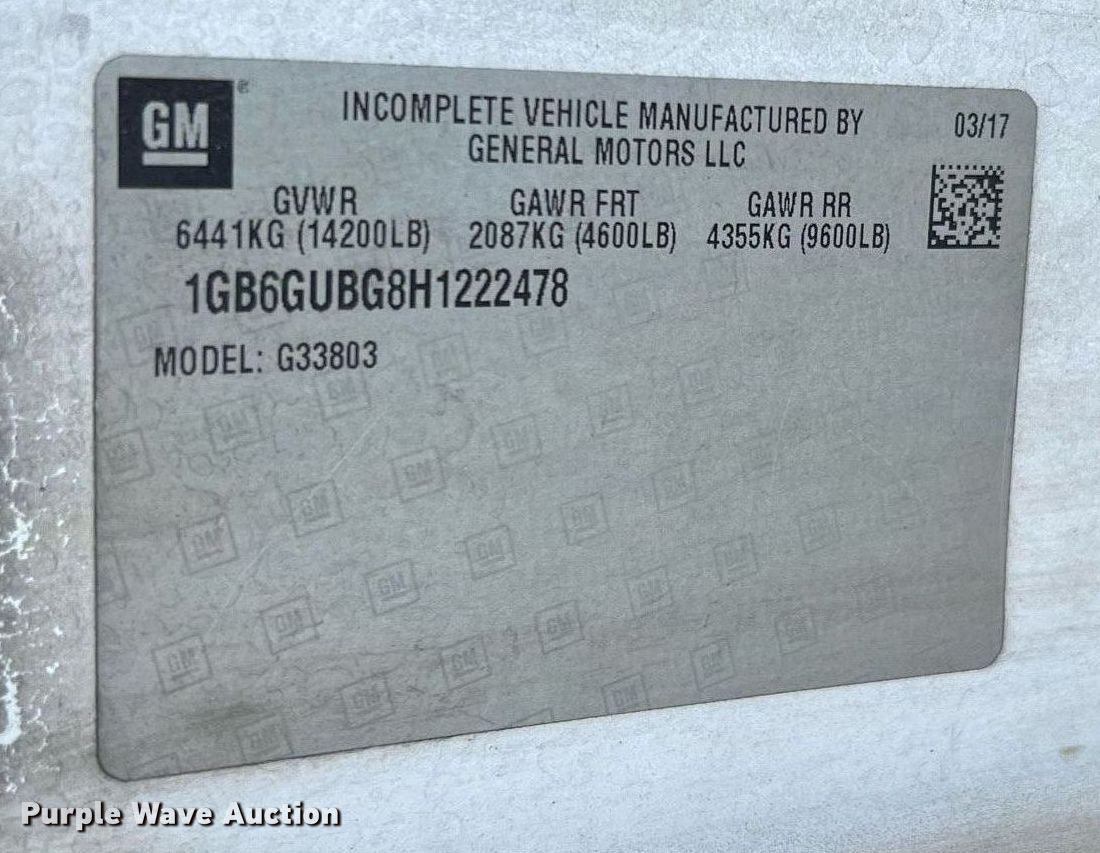 GM ®
INCOMPLETE VEHICLE MANUFACTURED BY
GENERAL MOTORS LLC
03/17
GVWR
6441KG (14200LB)
GAWR FRT
2087KG (4600LB)
GAWR RR
4355KG (9600LB)
1GB6GUBG8H1222478
MODEL: G33803
Purple Wave Auction